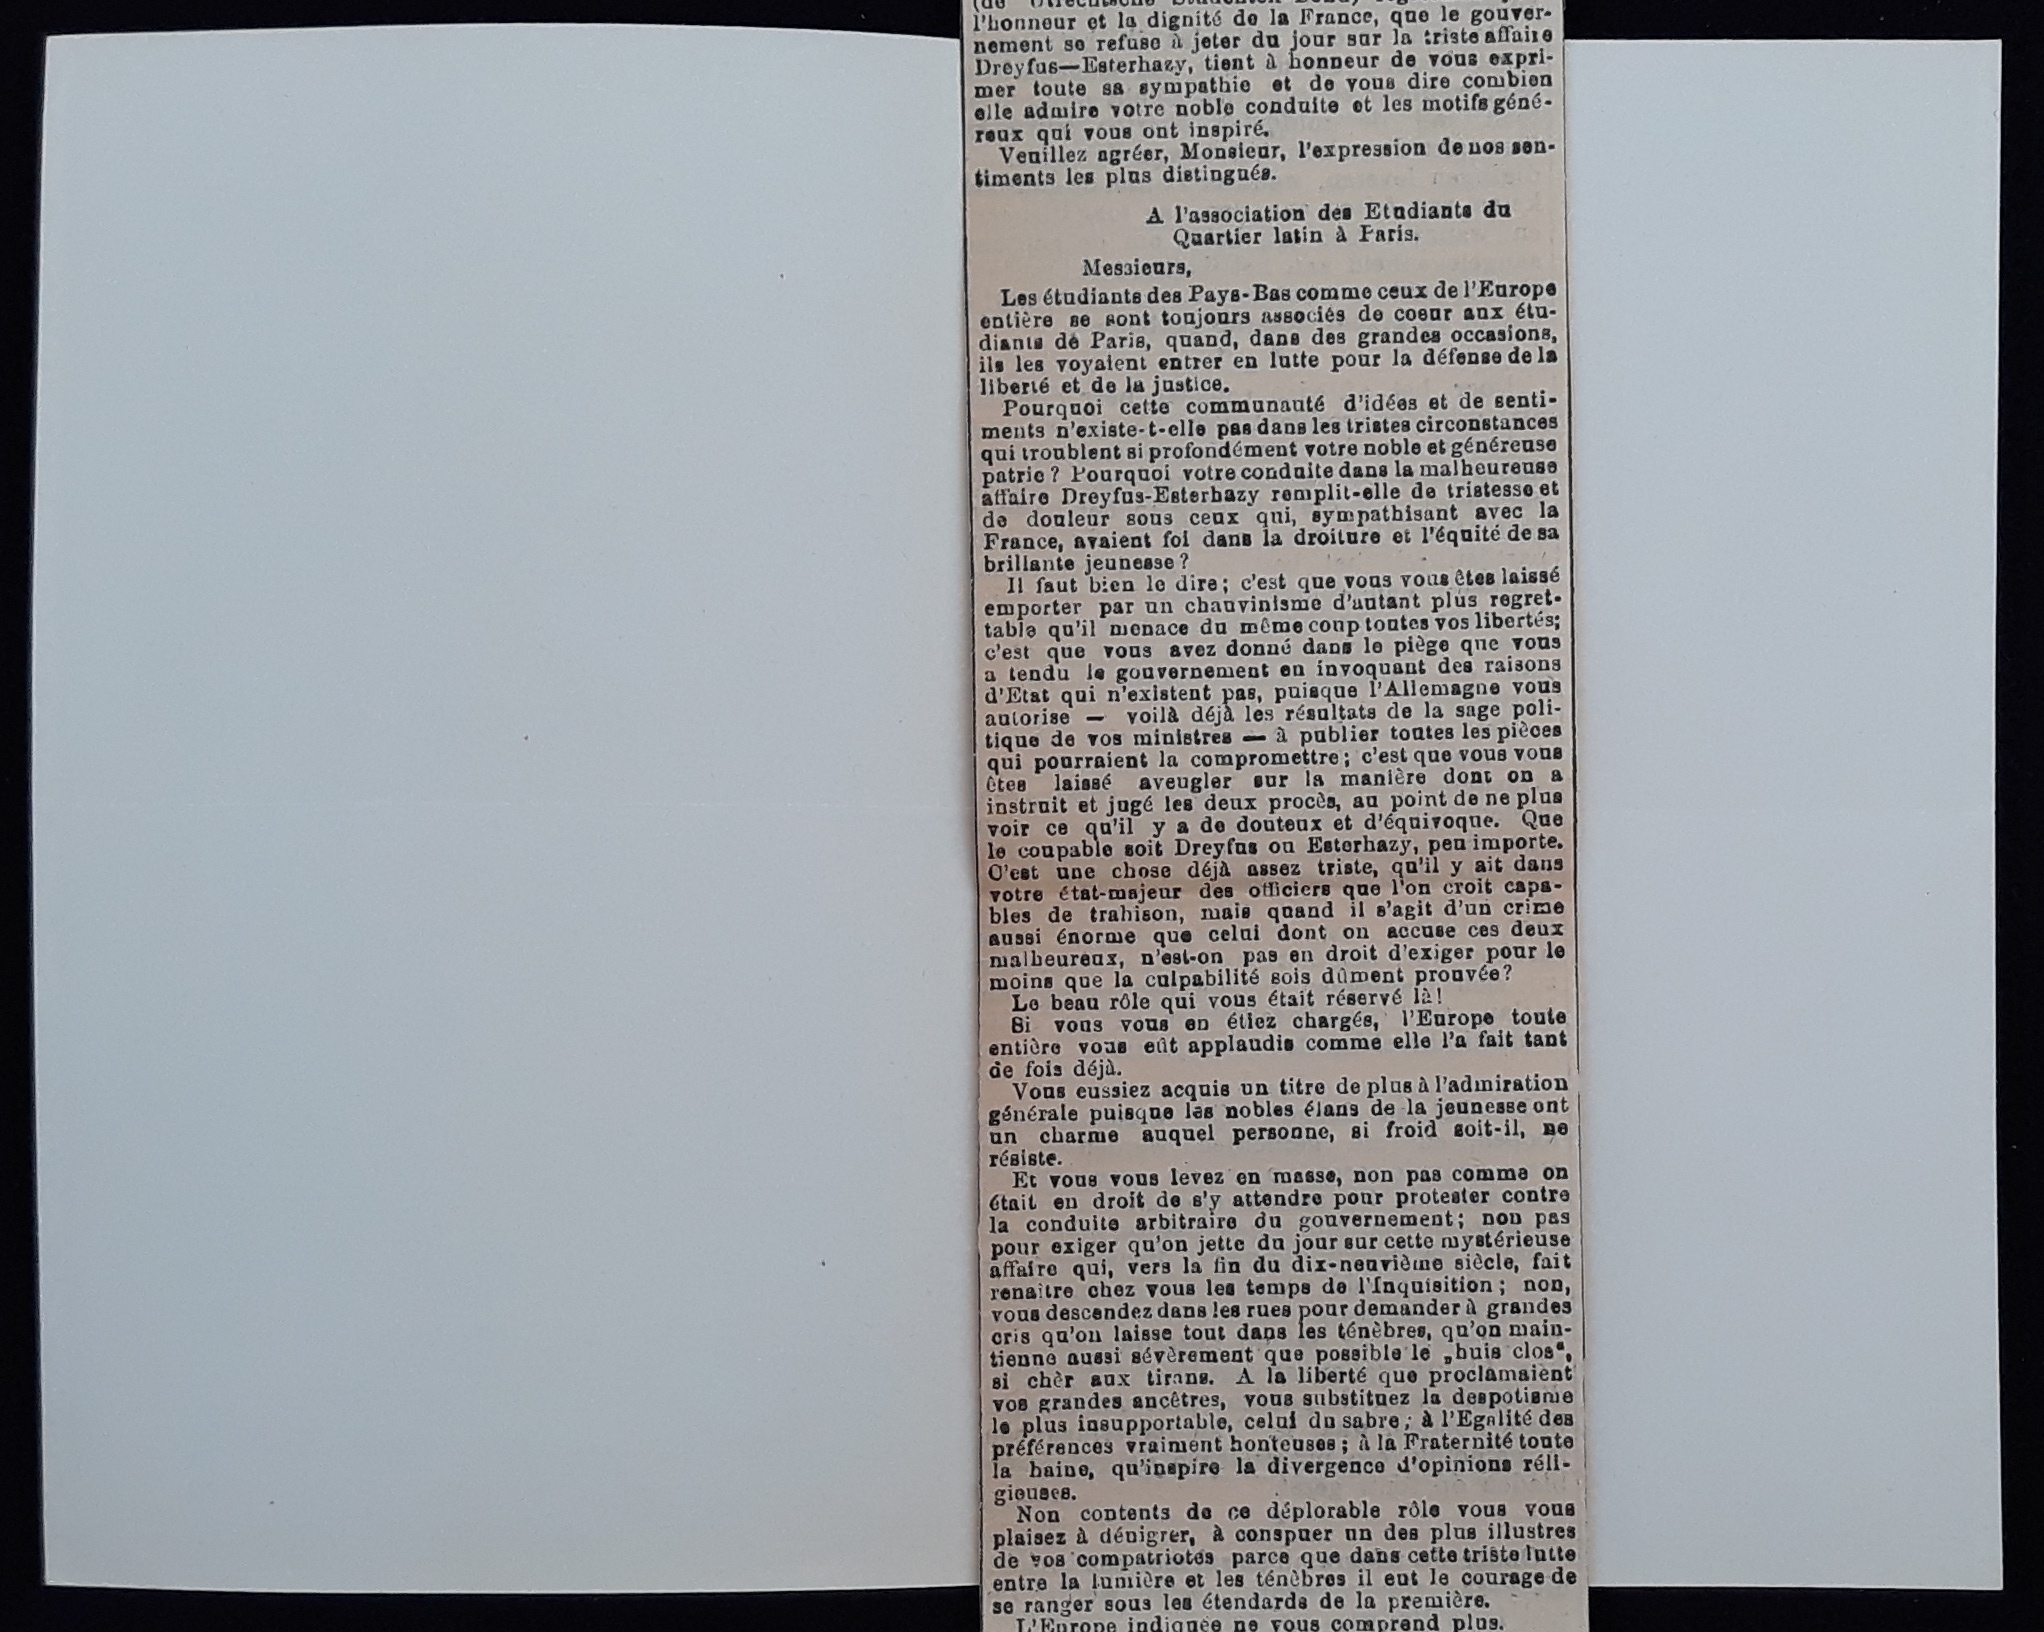 l'honneur et la dignité de la France, que le gouver-
nement se refuse à jeter du jour sur la triste affaire
Dreyfus—Esterhazy, tient à honneur de vous expri-
mer toute sa sympathie et de vous dire combien
elle admire votre noble conduite et les motifs géné-
reux qui vous ont inspiré.
Veuillez agréer, Monsieur, l'expression de nos sen-
timents les plus distingués.
A l'association des Etudiants du
Quartier latin à Paris.
Messieurs,
Les étudiants des Pays-Bas comme ceux de l'Europe
entière se sont toujours associés de coeur aux étu-
diants de Paris, quand, dans des grandes occasions,
ils les voyaient entrer en lutte pour la défense de la
liberté et de la justice.
Pourquoi cette communauté d'idées et de senti-
ments n'existe-t-elle pas dans les tristes circonstances
qui troublent si profondément votre noble et généreuse
patrie? Pourquoi votre conduite dans la malheureuse
affaire Dreyfus-Esterhazy remplit-elle de tristesse et
de douleur sous ceux qui, sympathisant avec la
France, avaient foi dans la droiture et l'équité de sa
brillante jeunesse?
Il faut bien le dire; c'est que vous vous êtes laissé
emporter par un chauvinisme d'autant plus regret-
table qu'il menace du même coup toutes vos libertés;
c'est que vous avez donné dans le piège que vous
a tendu le gouvernement en invoquant des raisons
d'Etat qui n'existent pas, puisque l'Allemagne vous
autorise — voilà déjà les résultats de la sage poli-
tique de vos ministres — à publier toutes les pièces
qui pourraient la compromettre; c'est que vous vous
êtes laissé aveugler sur la manière dont on a
instruit et jugé les deux procès, au point de ne plus
voir ce qu'il y a de douteux et d'équivoque. Que
le coupable soit Dreyfus ou Esterhazy, peu importe.
C'est une chose déjà assez triste, qu'il y ait dans
votre état-majeur des officiers que l'on croit capa-
bles de trahison, mais quand il s'agit d'un crime
aussi énorme que celui dont on accuse ces deux
malheureux, n'est-on pas en droit d'exiger pour le
moins que la culpabilité sois dûment prouvée?
Le beau rôle qui vous était réservé là!
Si vous vous en étiez chargés, l'Europe toute
entière vous eût applaudis comme elle l'a fait tant
de fois déjà.
Vous eussiez acquis un titre de plus à l'admiration
générale puisque les nobles élans de la jeunesse ont
un charme auquel personne, si froid soit-il, ne
résiste.
Et vous vous levez en masse, non pas comme on
était en droit de s'y attendre pour protester contre
la conduite arbitraire du gouvernement; non pas
pour exiger qu'on jette du jour sur cette mystérieuse
affaire qui, vers la fin du dix-neuvième siècle, fait
renaître chez vous les temps de l'Inquisition; non,
vous descendez dans les rues pour demander à grandes
cris qu'on laisse tout dans les ténèbres, qu'on main-
tienne aussi sévèrement que possible le „huis clos“,
si chèr aux tirans. A la liberté que proclamaient
vos grandes ancêtres, vous substituez la despotisme
le plus insupportable, celui du sabre; à l'Egalité des
préférences vraiment honteuses; à la Fraternité toute
la haine, qu'inspire la divergence d'opinions réli-
gieuses.
Non contents de ce déplorable rôle vous vous
plaisez à dénigrer, à conspuer un des plus illustres
de vos compatriotes parce que dans cette triste lutte
entre la lumière et les ténèbres il eut le courage de
se ranger sous les étendards de la première.
L'Europe indignée ne vous comprend plus.